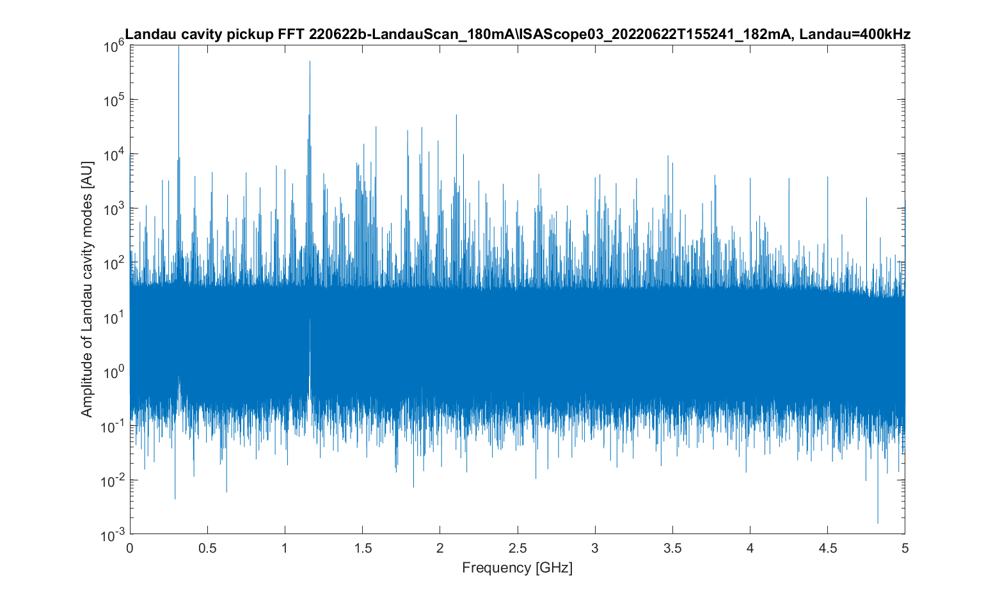 Landau cavity pickup FFT 220622b-LandauScan_180mA\ISAScope03_20220622T155241_182mA, Landau=400kHz
10^6
10^5
10^4
10^3
10^2
10^1
10^0
10^-1
10^-2
10^-3
Amplitude of Landau cavity modes [AU]
0 0.5 1 1.5 2 2.5 3 3.5 4 4.5 5
Frequency [GHz]